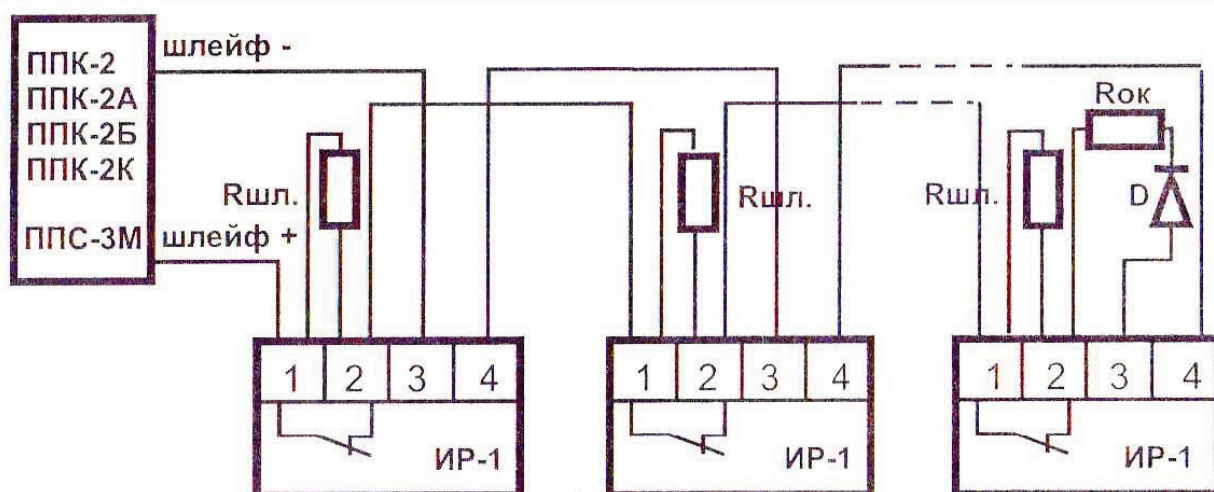 ППК-2
ППК-2А
ППК-2Б
ППК-2К
ППС-3М
шлейф -
шлейф +
Rшл.
Rшл.
Rшл.
Rок
D
1 2 3 4
ИР-1
1 2 3 4
ИР-1
1 2 3 4
ИР-1